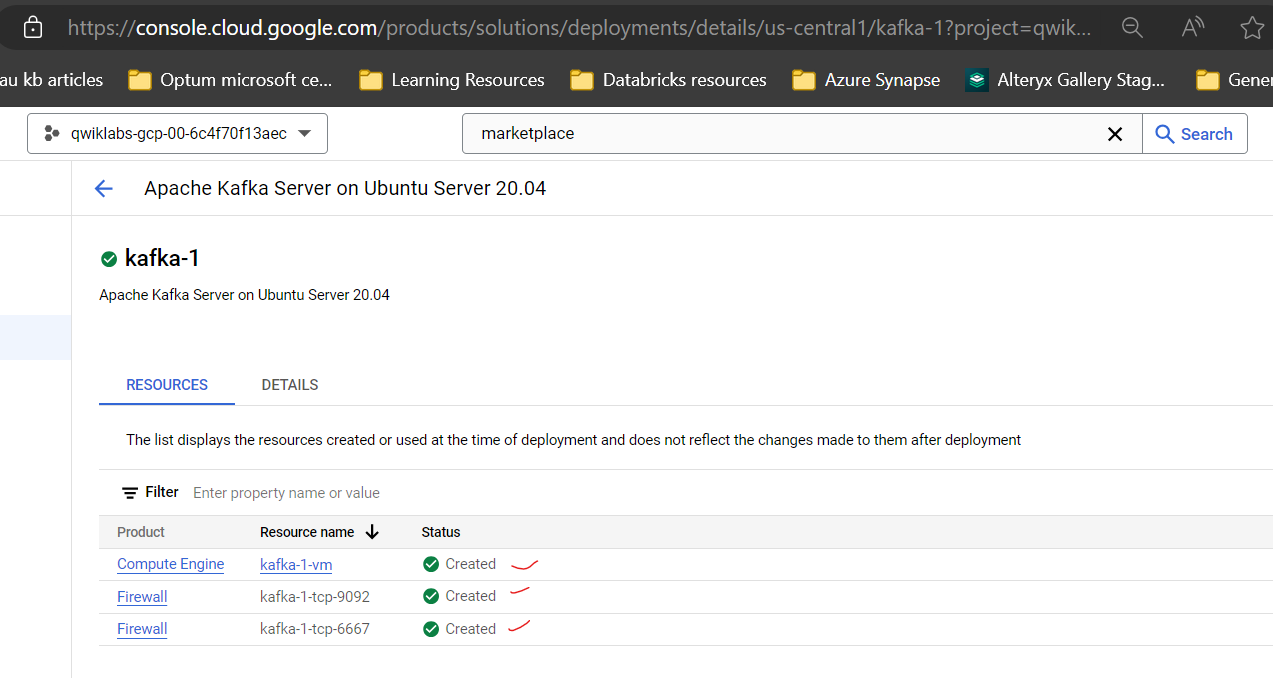 https://console.cloud.google.com/products/solutions/deployments/details/us-central1/kafka-1?project=qwik...
au kb articles Optum microsoft ce... Learning Resources Databricks resources Azure Synapse Alteryx Gallery Stag... Gener
qwiklabs-gcp-00-6c4f70f13aec marketplace Search
Apache Kafka Server on Ubuntu Server 20.04
kafka-1
Apache Kafka Server on Ubuntu Server 20.04
RESOURCES DETAILS
The list displays the resources created or used at the time of deployment and does not reflect the changes made to them after deployment
Filter Enter property name or value
Product Resource name Status
Compute Engine kafka-1-vm Created
Firewall kafka-1-tcp-9092 Created
Firewall kafka-1-tcp-6667 Created